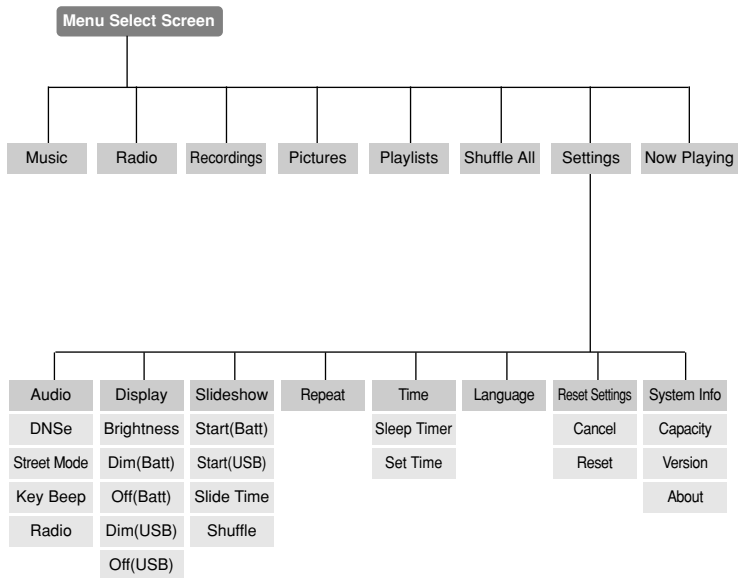 Menu Select Screen
Music Radio Recordings Pictures Playlists Shuffle All Settings Now Playing
Audio Display Slideshow Repeat Time Language Reset Settings System Info
DNSe Brightness Start(Batt) Sleep Timer Cancel Capacity
Street Mode Dim(Batt) Start(USB) Set Time Reset Version
Key Beep Off(Batt) Slide Time About
Radio Dim(USB) Shuffle
Off(USB)